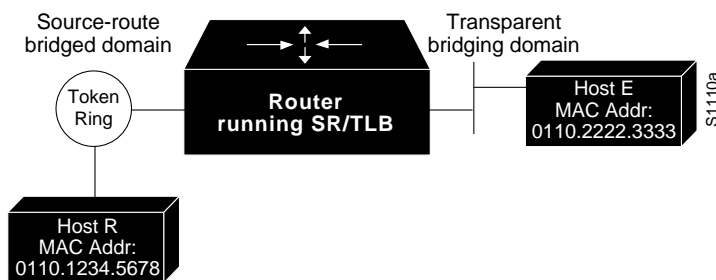 Source-route
bridged domain
Transparent
bridging domain
Token
Ring
Router
running SR/TLB
Host E
MAC Addr:
0110.2222.3333
S1110a
Host R
MAC Addr:
0110.1234.5678